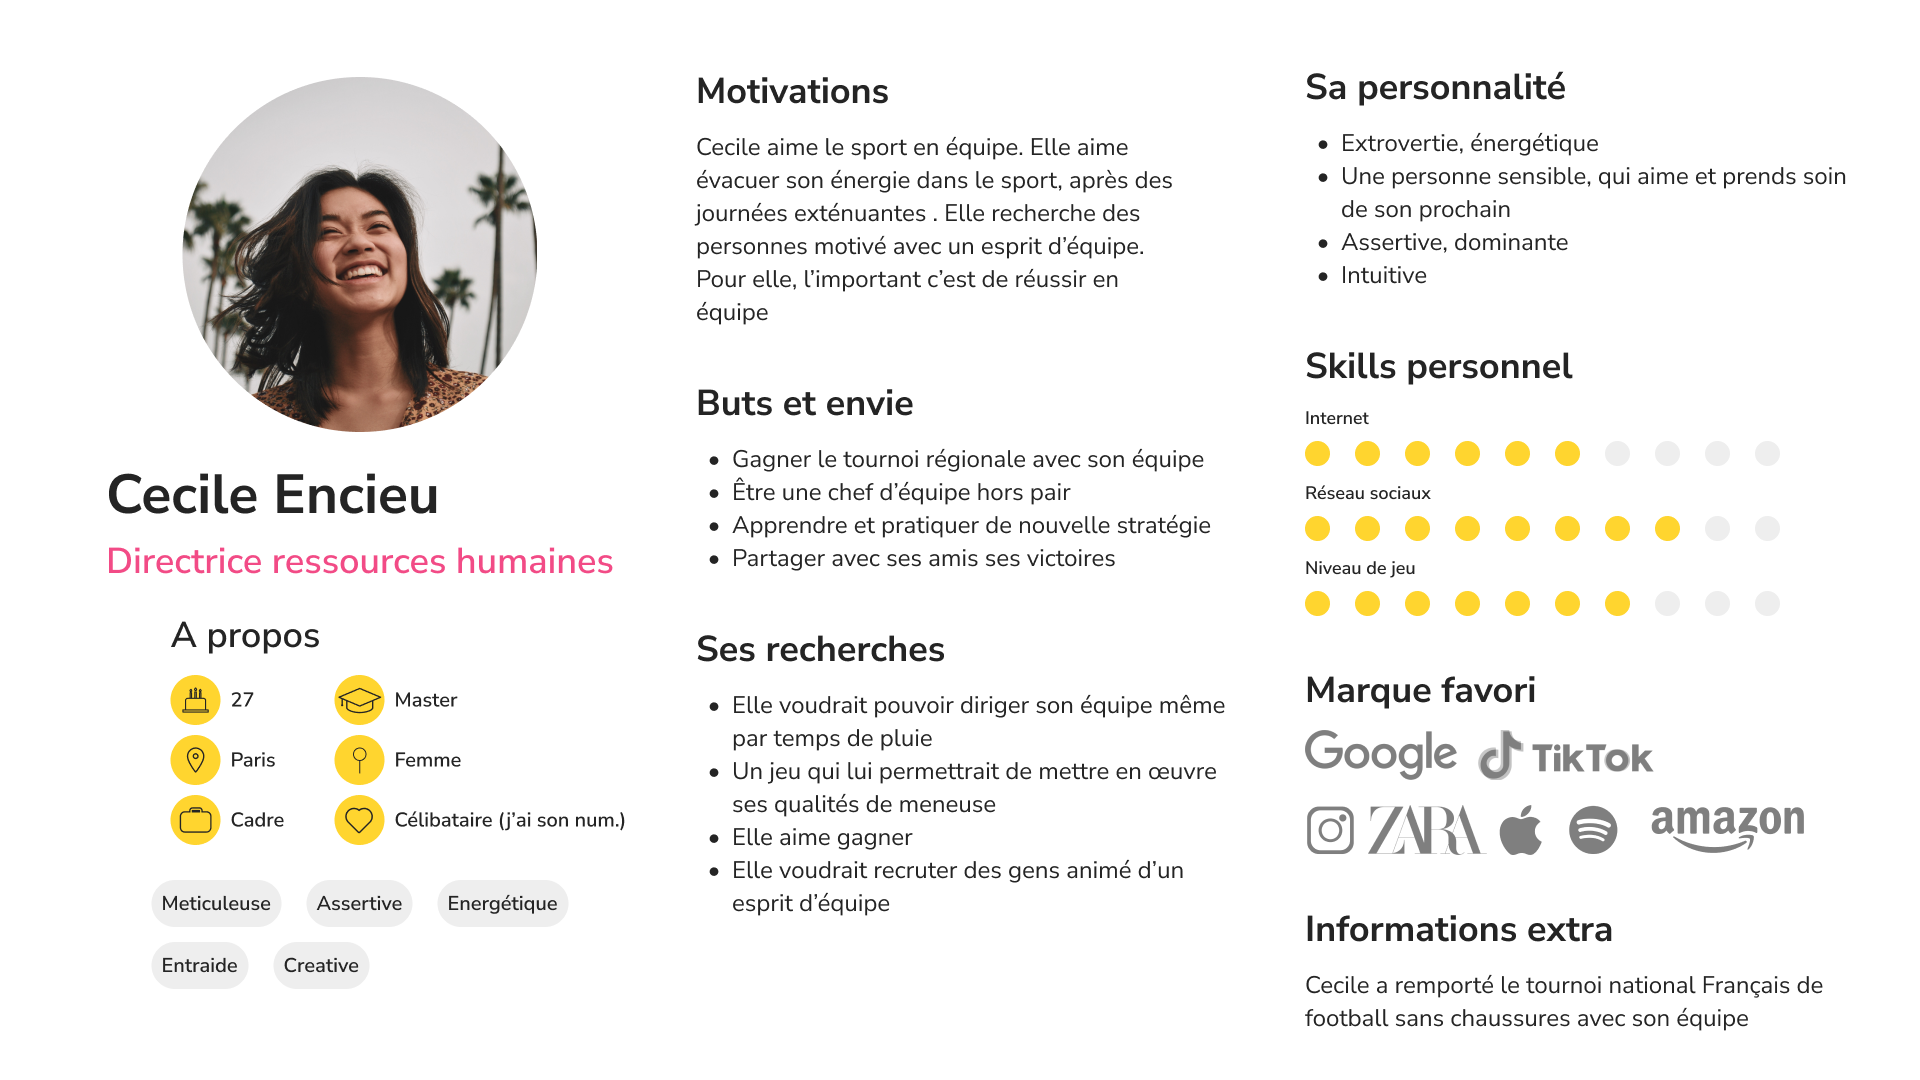 Cecile Encieu
Directrice ressources humaines
A propos
27
Master
Paris
Femme
Cadre
Célibataire (j’ai son num.)
Meticuleuse
Assertive
Energétique
Entraide
Creative
Motivations
Cecile aime le sport en équipe. Elle aime
évacuer son énergie dans le sport, après des
journées exténuantes . Elle recherche des
personnes motivé avec un esprit d’équipe.
Pour elle, l’important c’est de réussir en
équipe
Buts et envie
• Gagner le tournoi régionale avec son équipe
• Être une chef d’équipe hors pair
• Apprendre et pratiquer de nouvelle stratégie
• Partager avec ses amis ses victoires
Ses recherches
• Elle voudrait pouvoir diriger son équipe même
par temps de pluie
• Un jeu qui lui permettrait de mettre en œuvre
ses qualités de meneuse
• Elle aime gagner
• Elle voudrait recruter des gens animé d’un
esprit d’équipe
Sa personnalité
• Extrovertie, énergétique
• Une personne sensible, qui aime et prends soin
de son prochain
• Assertive, dominante
• Intuitive
Skills personnel
Internet
Réseau sociaux
Niveau de jeu
Marque favori
Google
TikTok
ZARA
amazon
Informations extra
Cecile a remporté le tournoi national Français de
football sans chaussures avec son équipe